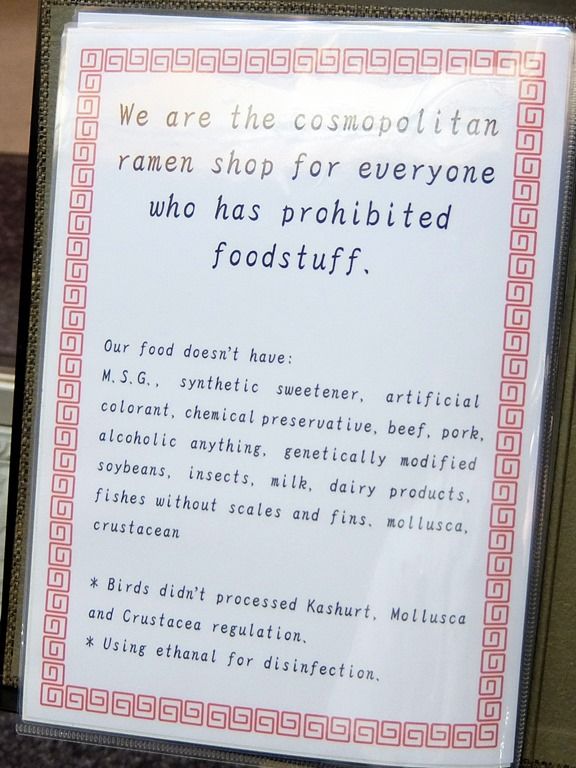 We are the cosmopolitan
ramen shop for everyone
who has prohibited
foodstuff.
Our food doesn't have:
M.S.G., synthetic sweetener, artificial
colorant, chemical preservative, beef, pork,
alcoholic anything, genetically modified
soybeans, insects, milk, dairy products,
fishes without scales and fins、mollusca,
crustacean
* Birds didn't processed Kashurt, Mollusca
and Crustacea regulation.
* Using ethanal for disinfection.